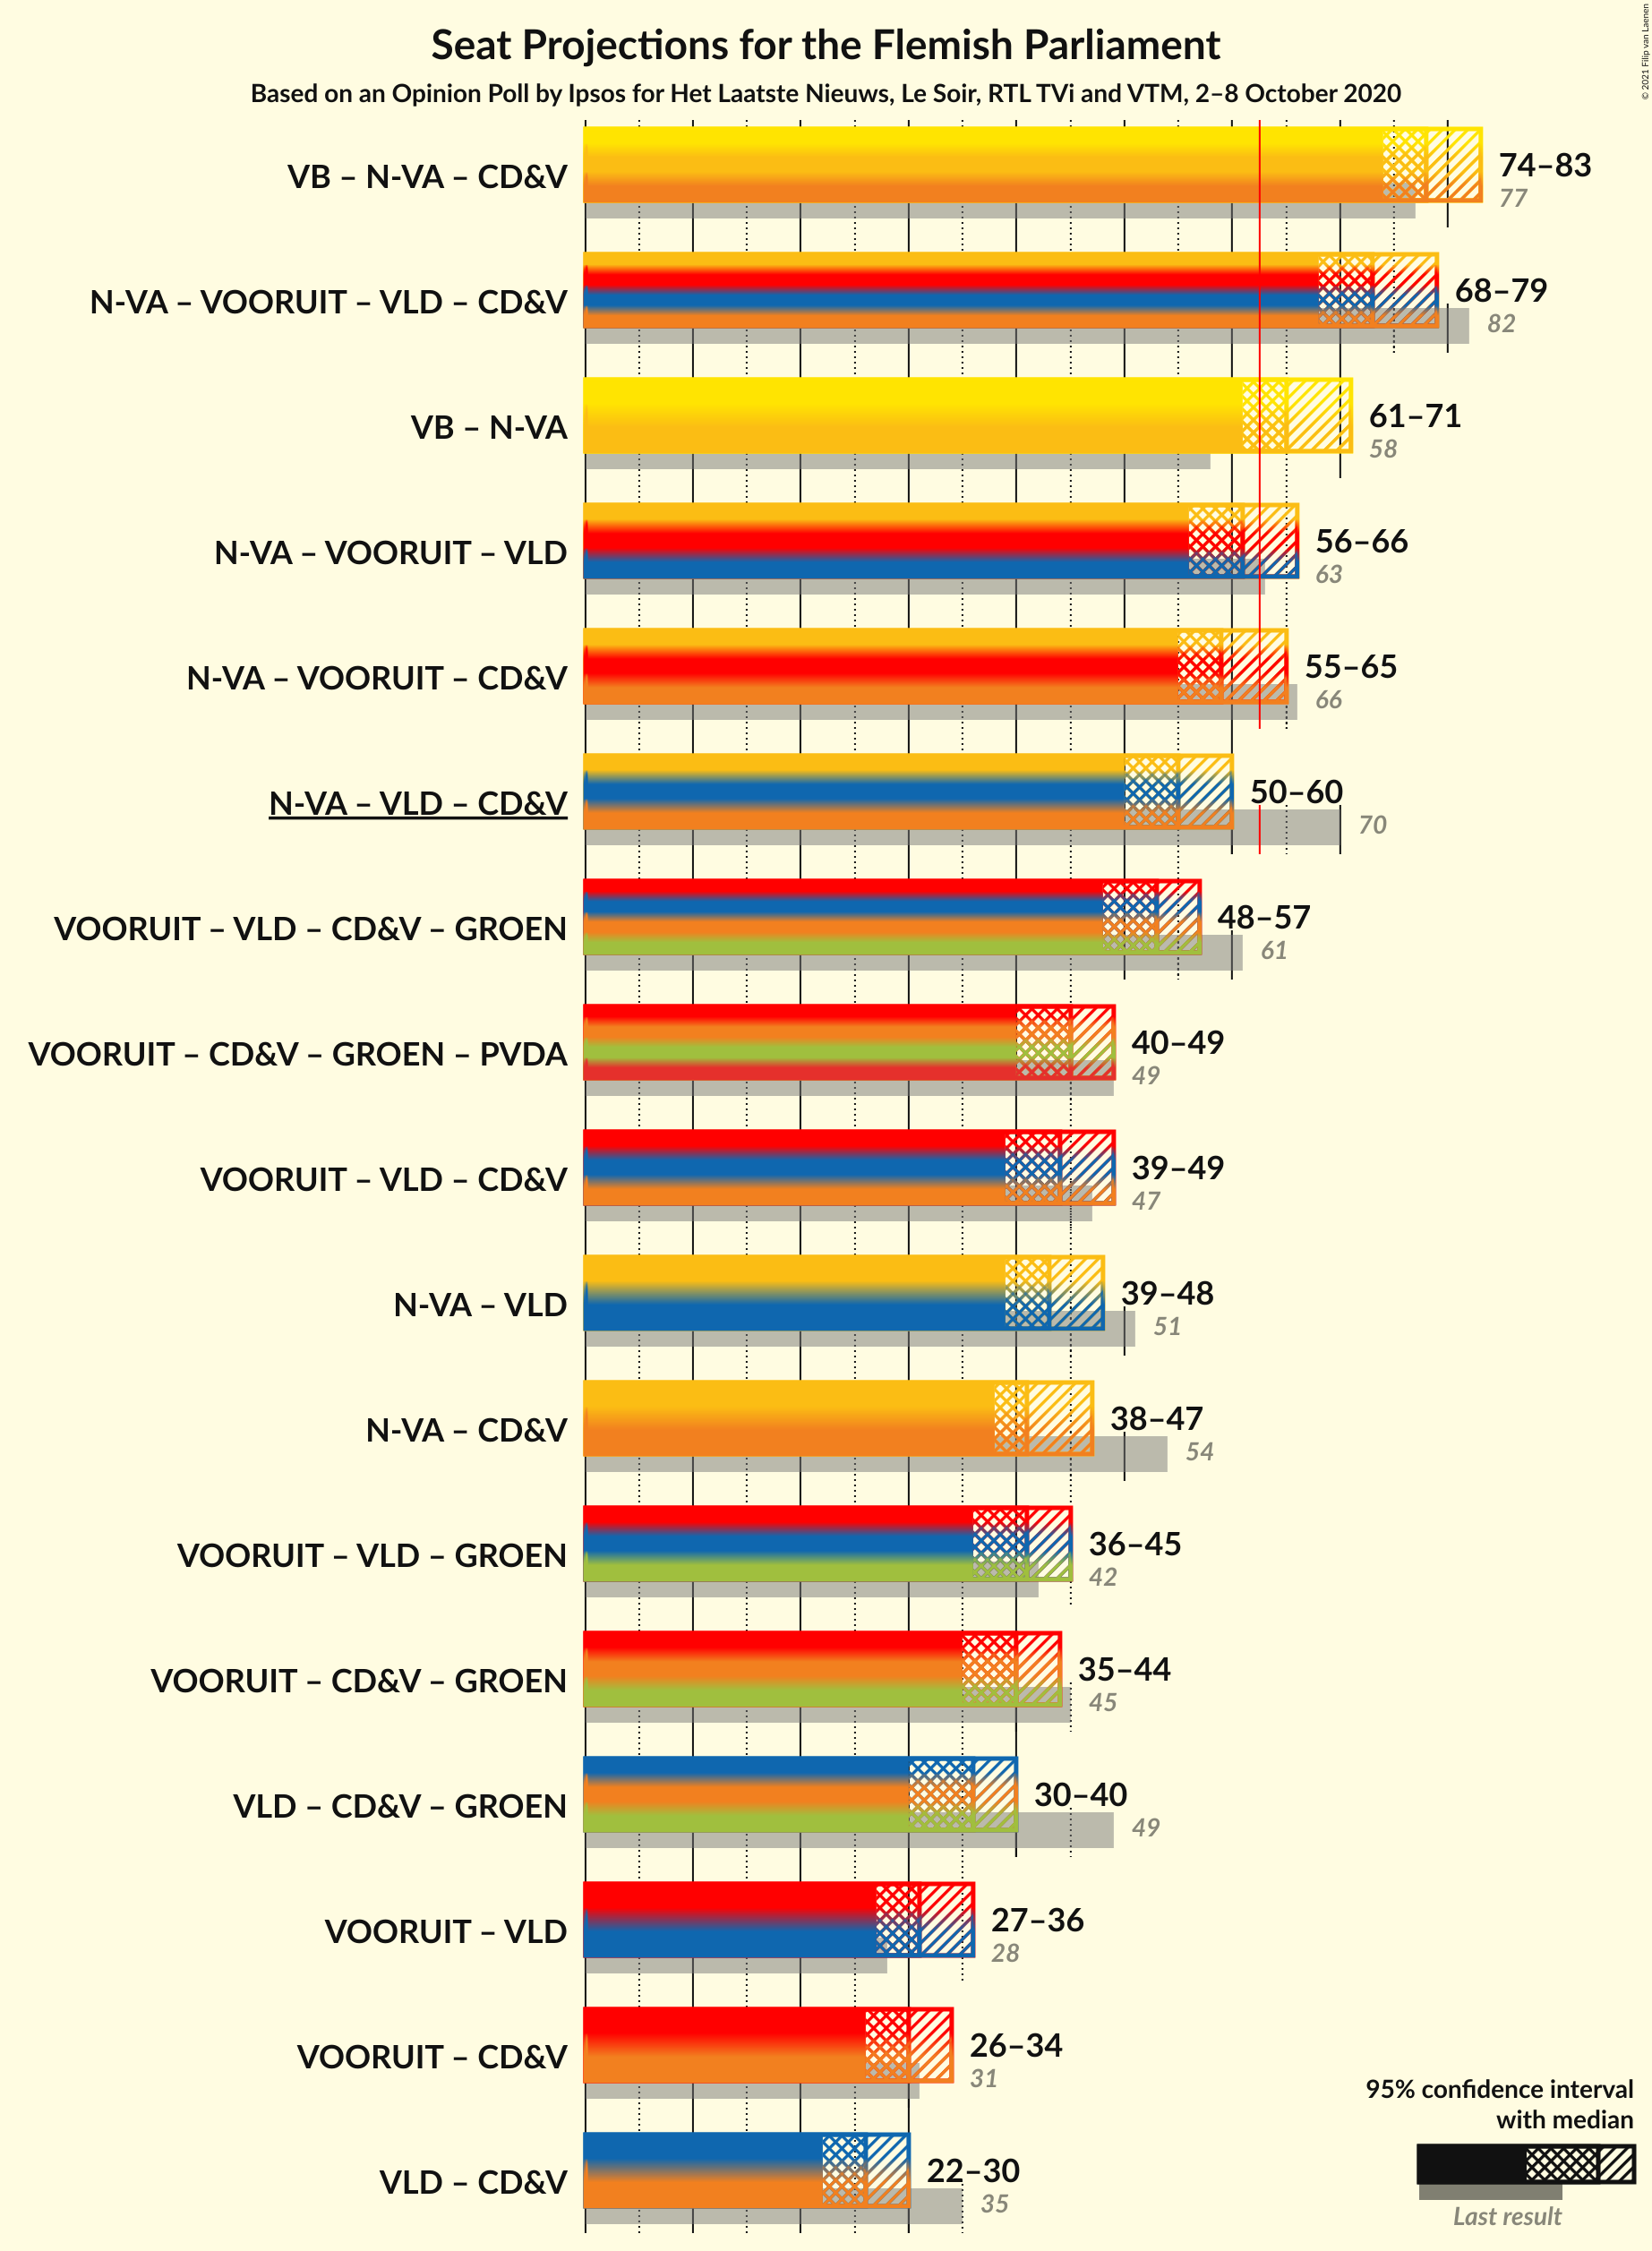 Seat Projections for the Flemish Parliament
Based on an Opinion Poll by Ipsos for Het Laatste Nieuws, Le Soir, RTL TVi and VTM, 2–8 October 2020
© 2021 Filip van Laenen
VB – N-VA – CD&V
74–83
77
N-VA – VOORUIT – VLD – CD&V
68–79
82
VB – N-VA
61–71
58
N-VA – VOORUIT – VLD
56–66
63
N-VA – VOORUIT – CD&V
55–65
66
N-VA – VLD – CD&V
50–60
70
VOORUIT – VLD – CD&V – GROEN
48–57
61
VOORUIT – CD&V – GROEN – PVDA
40–49
49
VOORUIT – VLD – CD&V
39–49
47
N-VA – VLD
39–48
51
N-VA – CD&V
38–47
54
VOORUIT – VLD – GROEN
36–45
42
VOORUIT – CD&V – GROEN
35–44
45
VLD – CD&V – GROEN
30–40
49
VOORUIT – VLD
27–36
28
VOORUIT – CD&V
26–34
31
VLD – CD&V
22–30
35
95% confidence interval
with median
Last result